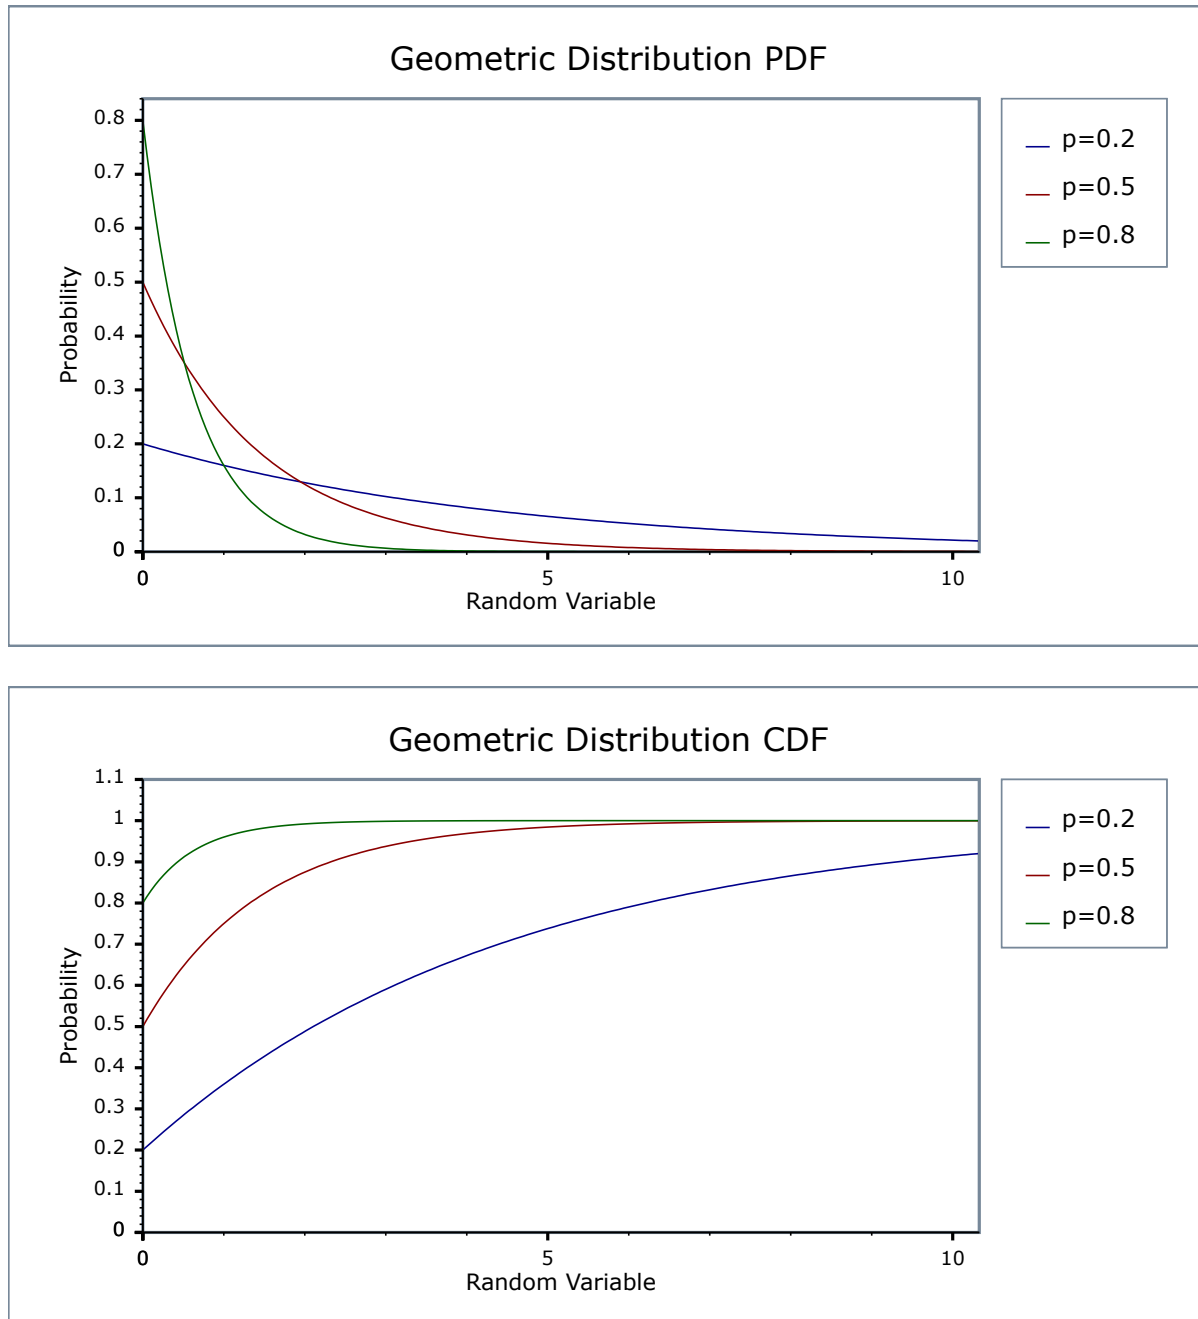 Geometric Distribution PDF
Probability
0.8
0.7
0.6
0.5
0.4
0.3
0.2
0.1
0
0 5 10
Random Variable
p=0.2
p=0.5
p=0.8
Geometric Distribution CDF
Probability
1.1
1
0.9
0.8
0.7
0.6
0.5
0.4
0.3
0.2
0.1
0
0 5 10
Random Variable
p=0.2
p=0.5
p=0.8